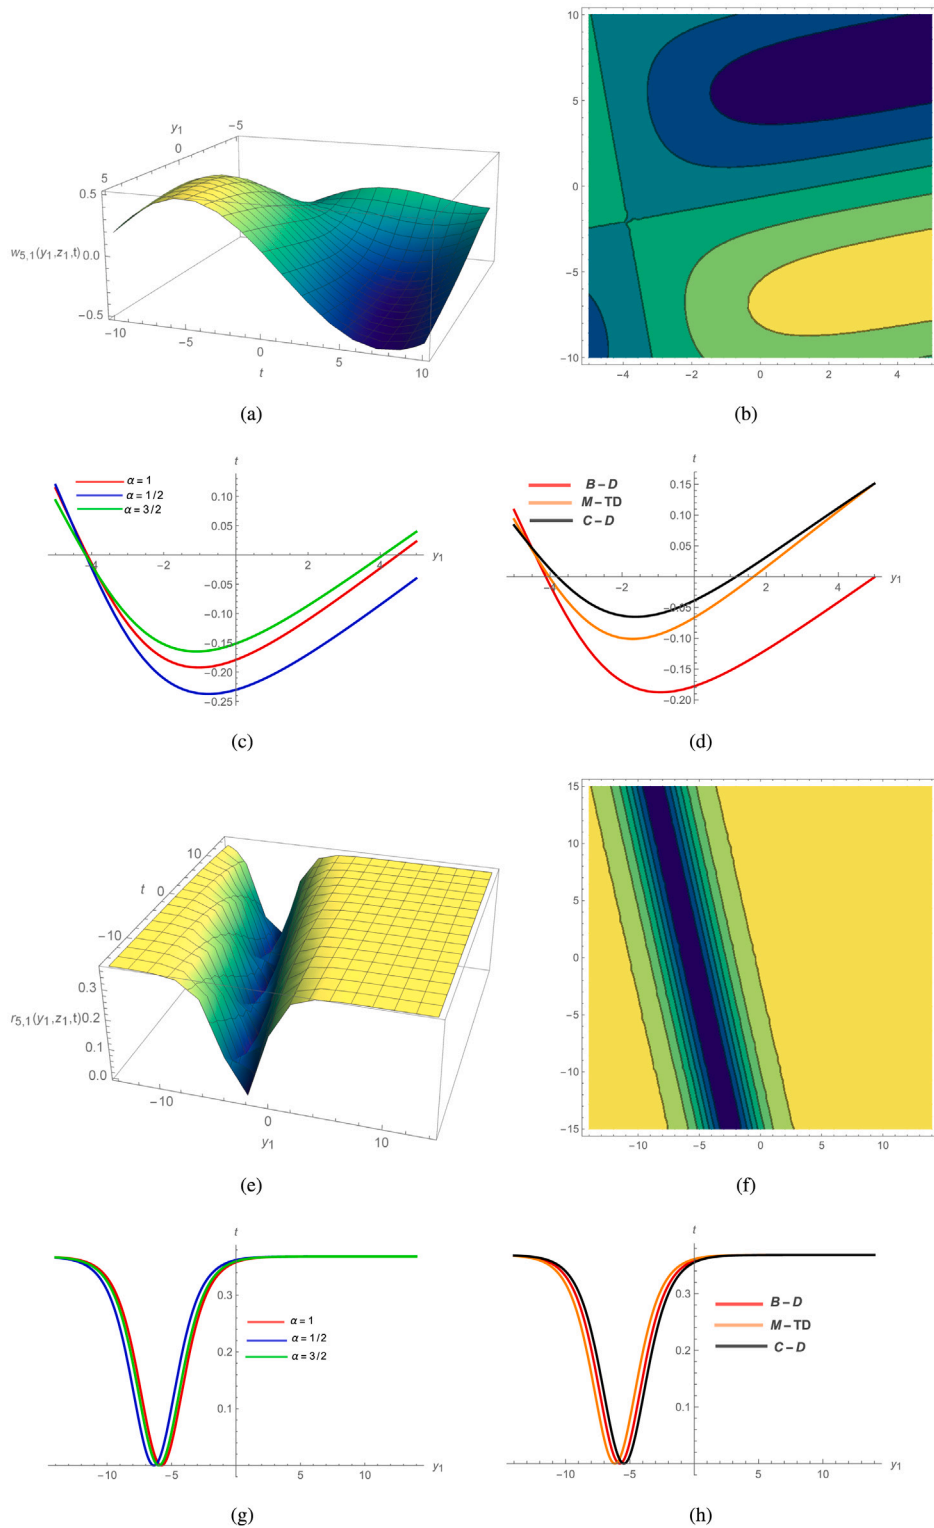 y1
−5
0
5
0.5
w5,1(y1,z1,t)
0.0
−0.5
−10
−5
0
5
10
t
(a)
10
5
0
−5
−10
−4 −2 0 2 4
(b)
t
α = 1
α = 1/2
α = 3/2
0.10
0.05
−4 −2 2 4 y1
−0.05
−0.10
−0.15
−0.20
−0.25
(c)
t
B − D
M − TD
C − D
0.15
0.10
0.05
−4 −2 2 4 y1
−0.05
−0.10
−0.15
−0.20
(d)
10
t 0
−10
0.3
r5,1(y1,z1,t) 0.2
0.1
0.0
−10
0
10
y1
(e)
15
10
5
0
−5
−10
−15
−10 −5 0 5 10
(f)
t
0.3
α = 1
α = 1/2
α = 3/2
0.1
−10 −5 5 10 y1
(g)
t
0.3
B − D
M − TD
C − D
0.2
0.1
−10 −5 5 10 y1
(h)